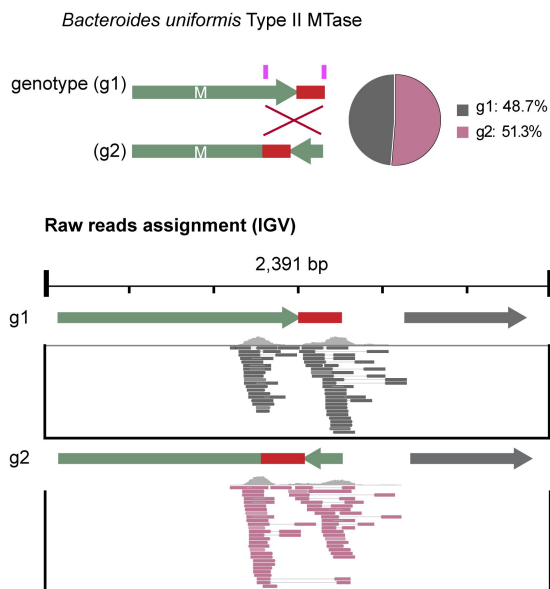 Bacteroides uniformis Type II MTase
genotype (g1)
M
(g2)
M
g1: 48.7%
g2: 51.3%
Raw reads assignment (IGV)
2,391 bp
g1
g2